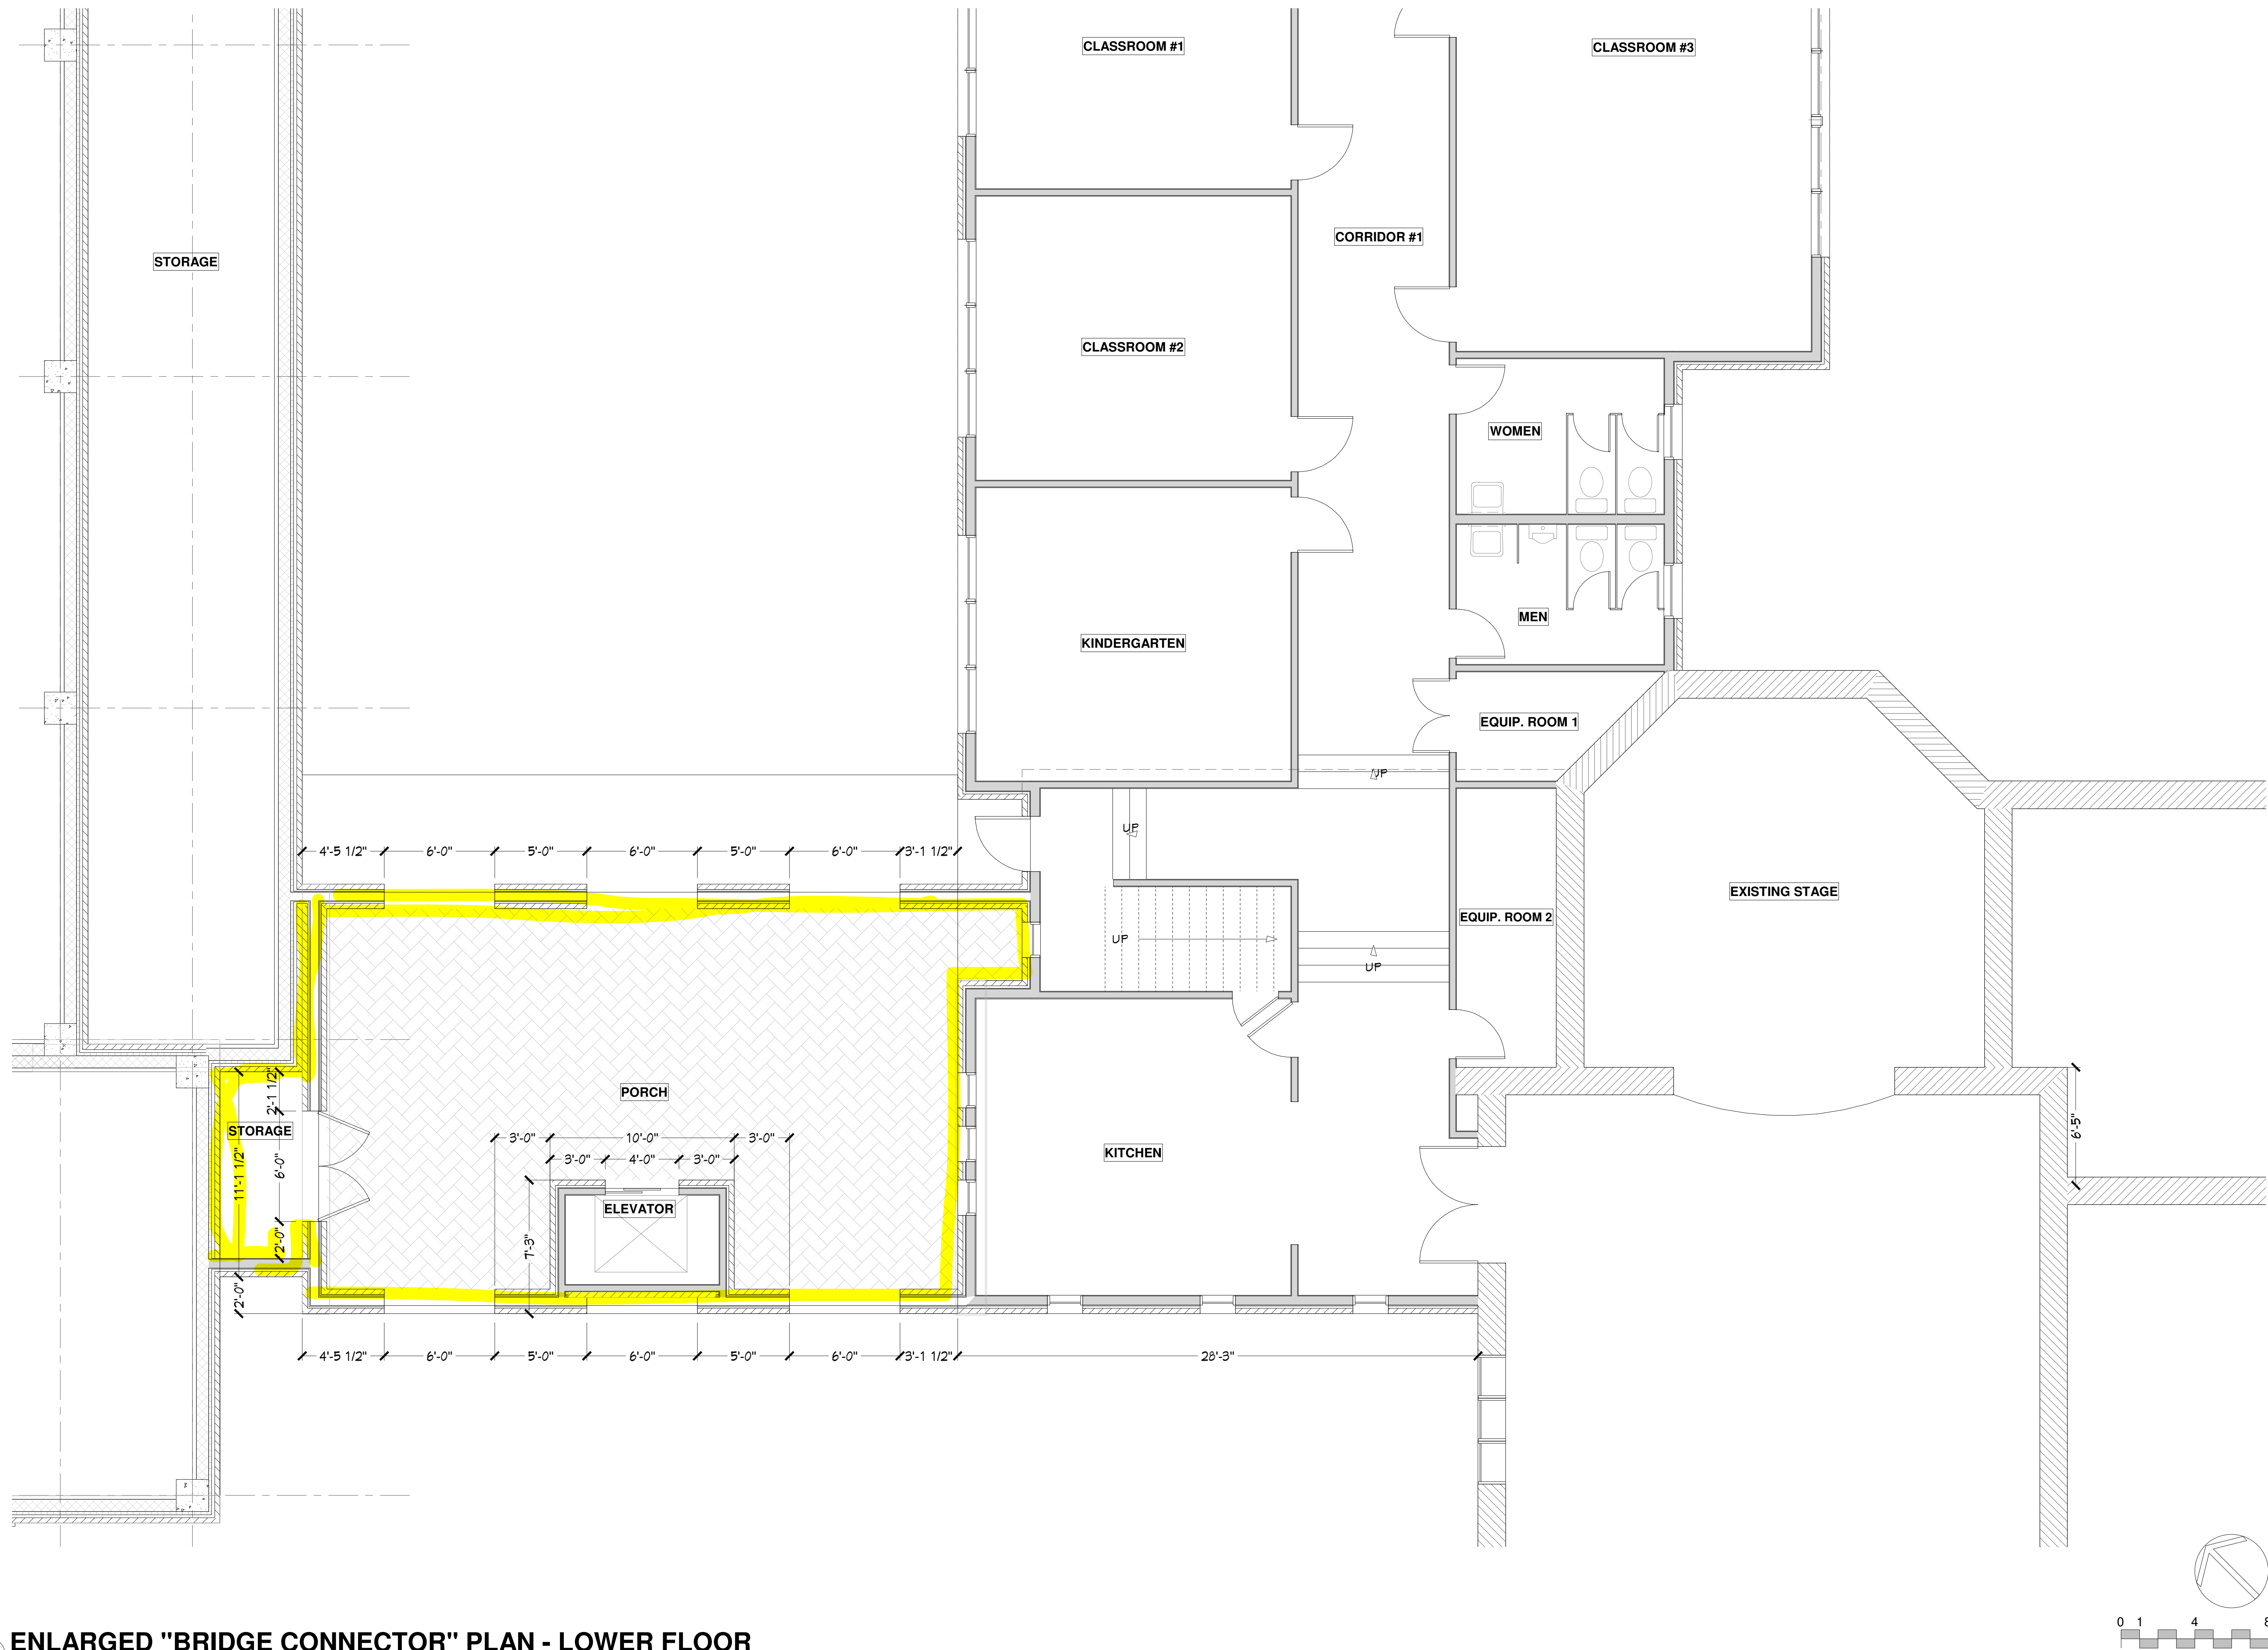 CLASSROOM #1
CLASSROOM #3
CORRIDOR #1
STORAGE
CLASSROOM #2
WOMEN
MEN
KINDERGARTEN
EQUIP. ROOM 1
UP
UP
4'-5 1/2" 6'-0" 5'-0" 6'-0" 5'-0" 6'-0" 3'-1 1/2"
EXISTING STAGE
EQUIP. ROOM 2
UP
UP
PORCH
2'-1 1/2"
STORAGE
11'-1 1/2"
6'-0"
2'-0"
2'-0"
3'-0" 10'-0" 3'-0"
3'-0" 4'-0" 3'-0"
ELEVATOR
7'-3"
KITCHEN
6'-5"
4'-5 1/2" 6'-0" 5'-0" 6'-0" 5'-0" 6'-0" 3'-1 1/2" 28'-3"
0 1 4 8
ENLARGED "BRIDGE CONNECTOR" PLAN - LOWER FLOOR